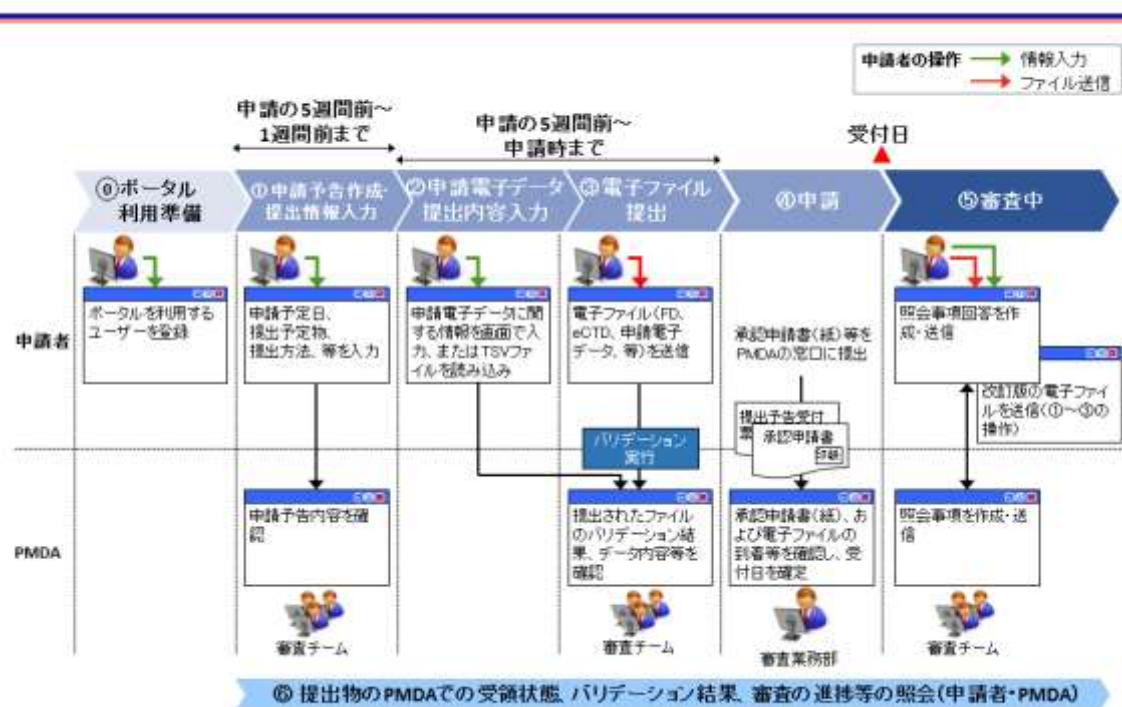 申請者の操作 情報入力
ファイル送信
申請の5週間前～
1週間前まで
申請の5週間前～
申請時まで
受付日
⓪ポータル
利用準備
①申請予告作成・
提出情報入力
②申請電子データ
提出内容入力
③電子ファイル
提出
④申請
⑤審査中
申請者
ポータルを利用する
ユーザーを登録
申請予定日、
提出予定物、
提出方法、等を入力
申請電子データに関
する情報を画面で入
力、またはTSVファ
イルを読み込み
電子ファイル(FD、
eCTD、申請電子
データ、等)を送信
承認申請書(紙)等を
PMDAの窓口に提出
照会事項回答を作
成・送信
改訂版の電子ファイ
ルを送信(①～③の
操作)
バリデーション
実行
提出予告受付
票
承認申請書
印紙
PMDA
申請予告内容を確
認
提出されたファイル
のバリデーション結
果、データ内容等を
確認
承認申請書(紙)、お
よび電子ファイルの
到着等を確認し、受
付日を確定
照会事項を作成・送
信
審査チーム
審査チーム
審査業務部
審査チーム
⑥ 提出物のPMDAでの受領状態、バリデーション結果、審査の進捗等の照会(申請者・PMDA)